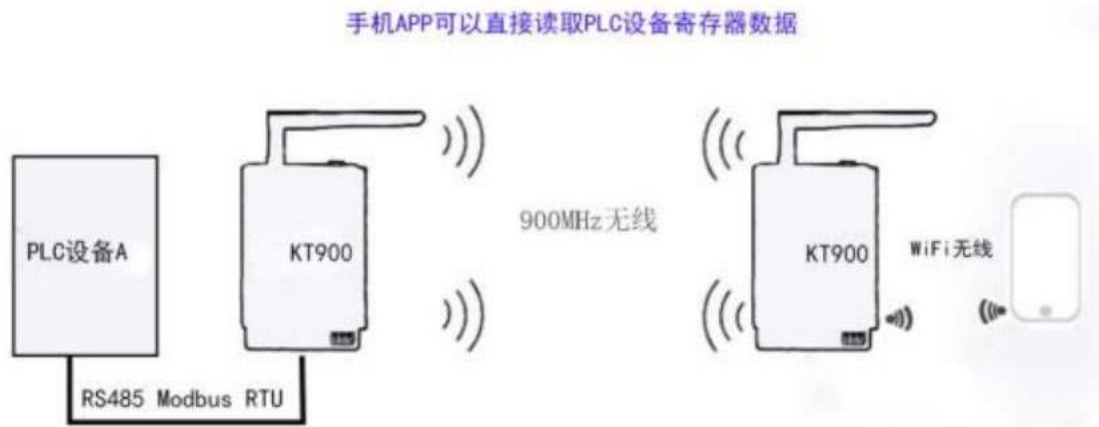 手机APP可以直接读取PLC设备寄存器数据
900MHz无线
PLC设备A
KT900
KT900
WiFi无线
RS485 Modbus RTU